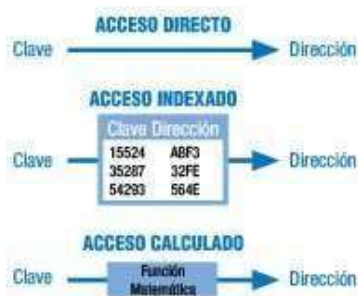 ACCESO DIRECTO
Clave Dirección
ACCESO INDEXADO
Clave Dirección
15524 ABF3
Clave 35287 32FE Dirección
54293 564E
ACCESO CALCULADO
Función
Clave Dirección
Matemática